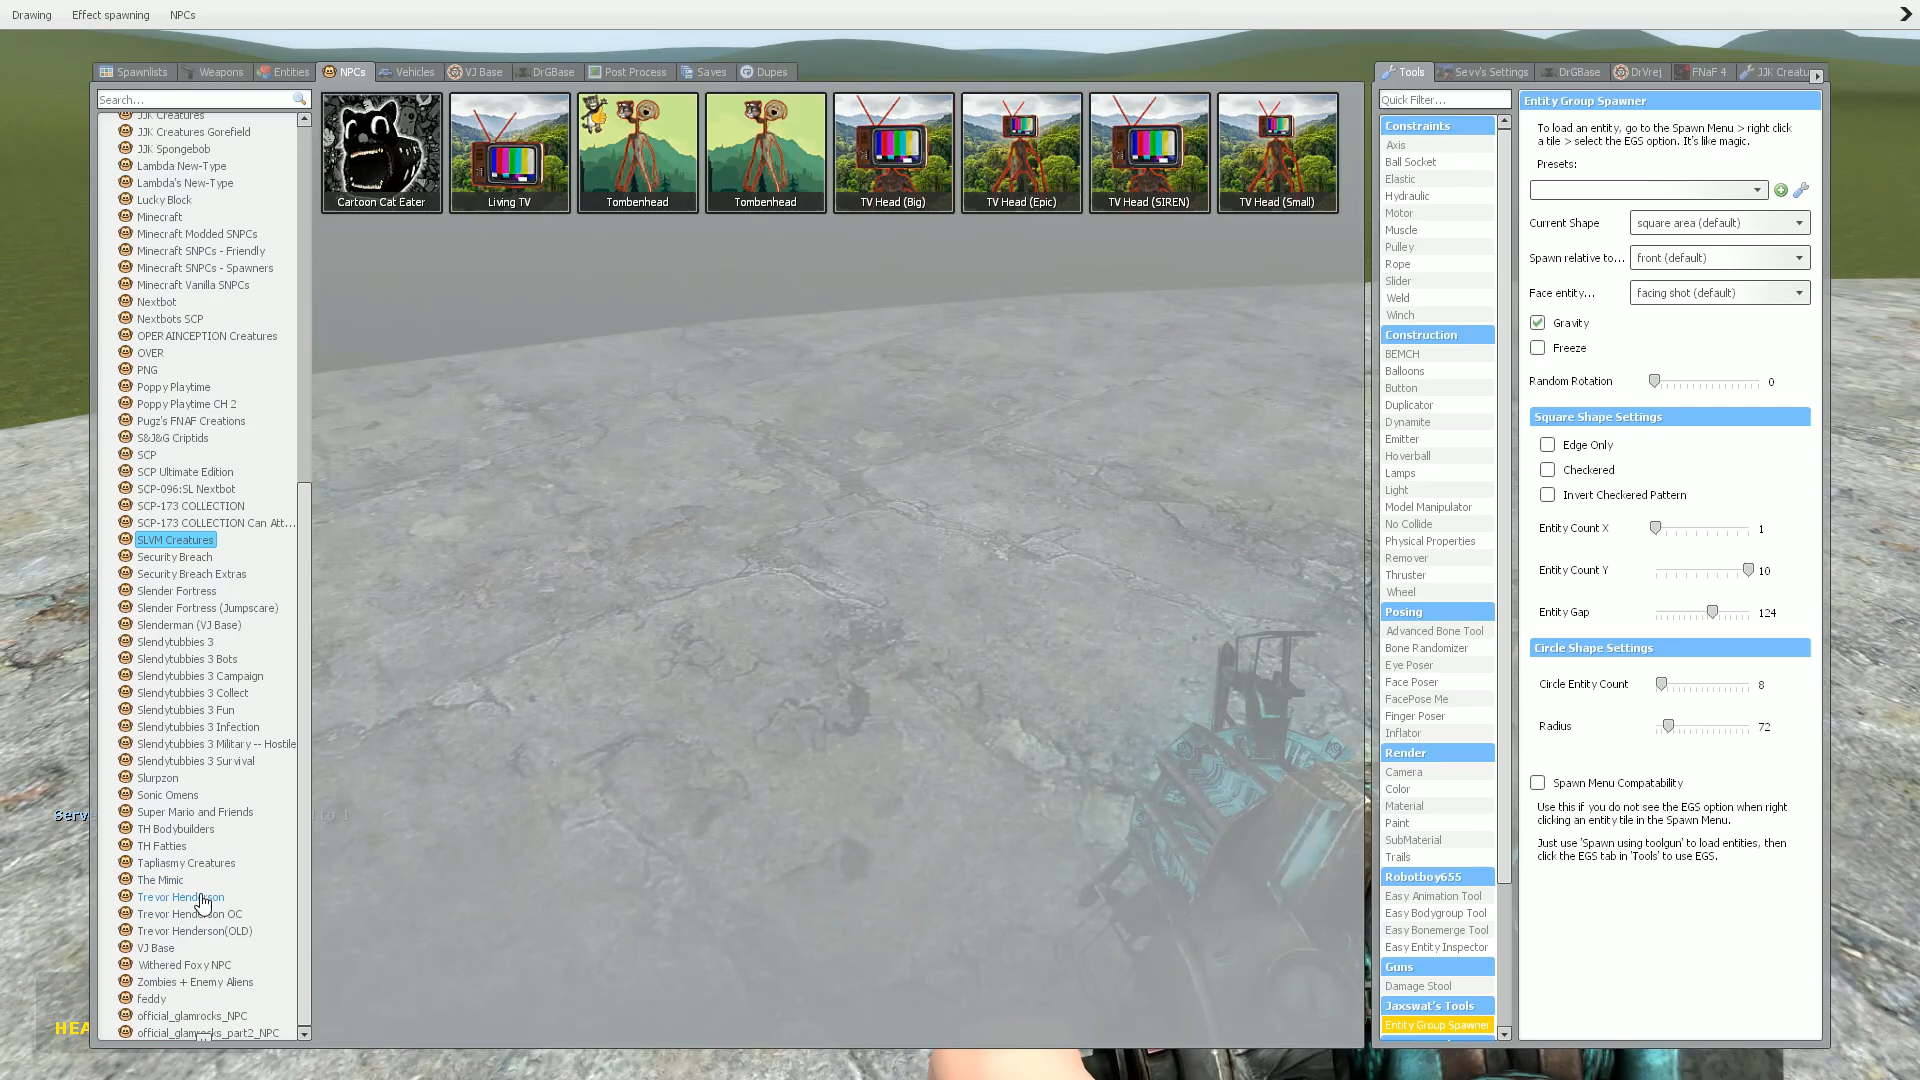 Drawing Effect spawning NPCs
Spawnlists Weapons Entities NPCs Vehicles VJ Base DrGBase Post Process Saves Dupes
Search...
JJK Creatures
JJK Creatures Gorefield
JJK Spongebob
Lambda New-Type
Lambda's New-Type
Lucky Block
Minecraft
Minecraft Modded SNPCs
Minecraft SNPCs - Friendly
Minecraft SNPCs - Spawners
Minecraft Vanilla SNPCs
Nextbot
Nextbots SCP
OPERAINCEPTION Creatures
OVER
PNG
Poppy Playtime
Poppy Playtime CH 2
Pugz's FNAF Creations
S&J&G Criptids
SCP
SCP Ultimate Edition
SCP-096:SL Nextbot
SCP-173 COLLECTION
SCP-173 COLLECTION Can Att...
SLVM Creatures
Security Breach
Security Breach Extras
Slender Fortress
Slender Fortress (Jumpscare)
Slenderman (VJ Base)
Slendytubbies 3
Slendytubbies 3 Bots
Slendytubbies 3 Campaign
Slendytubbies 3 Collect
Slendytubbies 3 Fun
Slendytubbies 3 Infection
Slendytubbies 3 Military -- Hostile
Slendytubbies 3 Survival
Slurpzon
Sonic Omens
Super Mario and Friends
TH Bodybuilders
TH Fatties
Tapliasmy Creatures
The Mimic
Trevor Henderson
Trevor Henderson OC
Trevor Henderson(OLD)
VJ Base
Withered Foxy NPC
Zombies + Enemy Aliens
feddy
official_glamrocks_NPC
official_glamrocks_part2_NPC
Serv
HEA
Cartoon Cat Eater Living TV Tombenhead Tombenhead TV Head (Big) TV Head (Epic) TV Head (SIREN) TV Head (Small)
Tools Sevv's Settings DrGBase DrVrej FNaF 4 JJK Creatu
Quick Filter...
Constraints
Axis
Ball Socket
Elastic
Hydraulic
Motor
Muscle
Pulley
Rope
Slider
Weld
Winch
Construction
BEMCH
Balloons
Button
Duplicator
Dynamite
Emitter
Hoverball
Lamps
Light
Model Manipulator
No Collide
Physical Properties
Remover
Thruster
Wheel
Posing
Advanced Bone Tool
Bone Randomizer
Eye Poser
Face Poser
FacePose Me
Finger Poser
Inflator
Render
Camera
Color
Material
Paint
SubMaterial
Trails
Robotboy655
Easy Animation Tool
Easy Bodygroup Tool
Easy Bonemerge Tool
Easy Entity Inspector
Guns
Damage Stool
Jaxswat's Tools
Entity Group Spawner
Entity Group Spawner
To load an entity, go to the Spawn Menu > right click
a tile > select the EGS option. It's like magic.
Presets:
Current Shape square area (default)
Spawn relative to... front (default)
Face entity... facing shot (default)
Gravity
Freeze
Random Rotation 0
Square Shape Settings
Edge Only
Checkered
Invert Checkered Pattern
Entity Count X 1
Entity Count Y 10
Entity Gap 124
Circle Shape Settings
Circle Entity Count 8
Radius 72
Spawn Menu Compatability
Use this if you do not see the EGS option when right
clicking an entity tile in the Spawn Menu.
Just use 'Spawn using toolgun' to load entities, then
click the EGS tab in 'Tools' to use EGS.